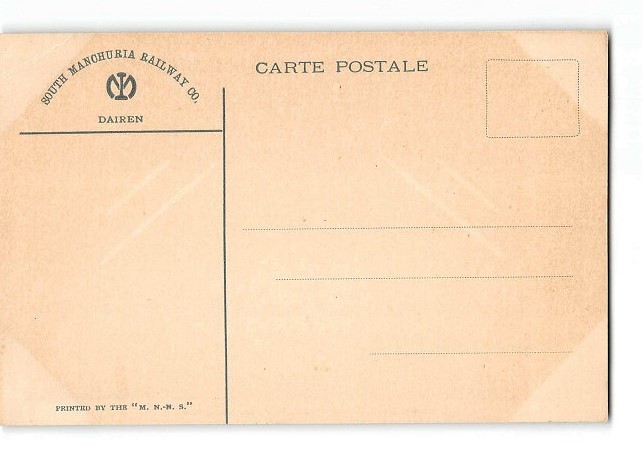 SOUTH MANCHURIA RAILWAY CO.
DAIREN
CARTE POSTALE
PRINTED BY THE "M. N.-N. S."